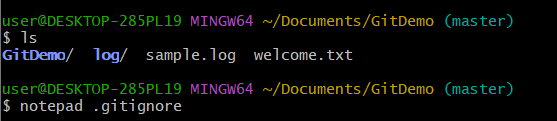 user@DESKTOP-285PL19 MINGW64 ~/Documents/GitDemo (master)
$ ls
GitDemo/  log/  sample.log  welcome.txt
user@DESKTOP-285PL19 MINGW64 ~/Documents/GitDemo (master)
$ notepad .gitignore